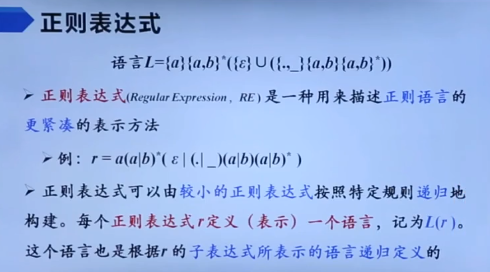 正则表达式
语言L={a}{a,b}*({ε}∪({.,_}{a,b}{a,b}*))
➢ 正则表达式(Regular Expression，RE)是一种用来描述正则语言的
更紧凑的表示方法
➢ 例：r = a(a|b)*( ε | (.|_)(a|b)(a|b)* )
➢ 正则表达式可以由较小的正则表达式按照特定规则递归地
构建。每个正则表达式r定义（表示）一个语言，记为L(r)。
这个语言也是根据r的子表达式所表示的语言递归定义的